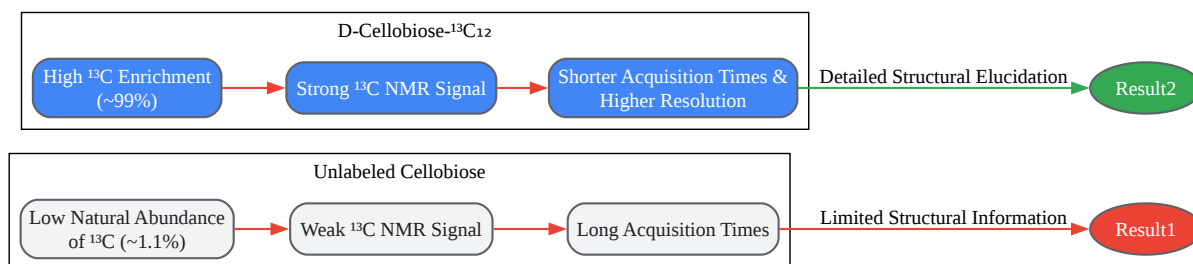 D-Cellobiose-¹³C₁₂
High ¹³C Enrichment
(~99%)
Strong ¹³C NMR Signal
Shorter Acquisition Times &
Higher Resolution
Detailed Structural Elucidation
Result2
Unlabeled Cellobiose
Low Natural Abundance
of ¹³C (~1.1%)
Weak ¹³C NMR Signal
Long Acquisition Times
Limited Structural Information
Result1